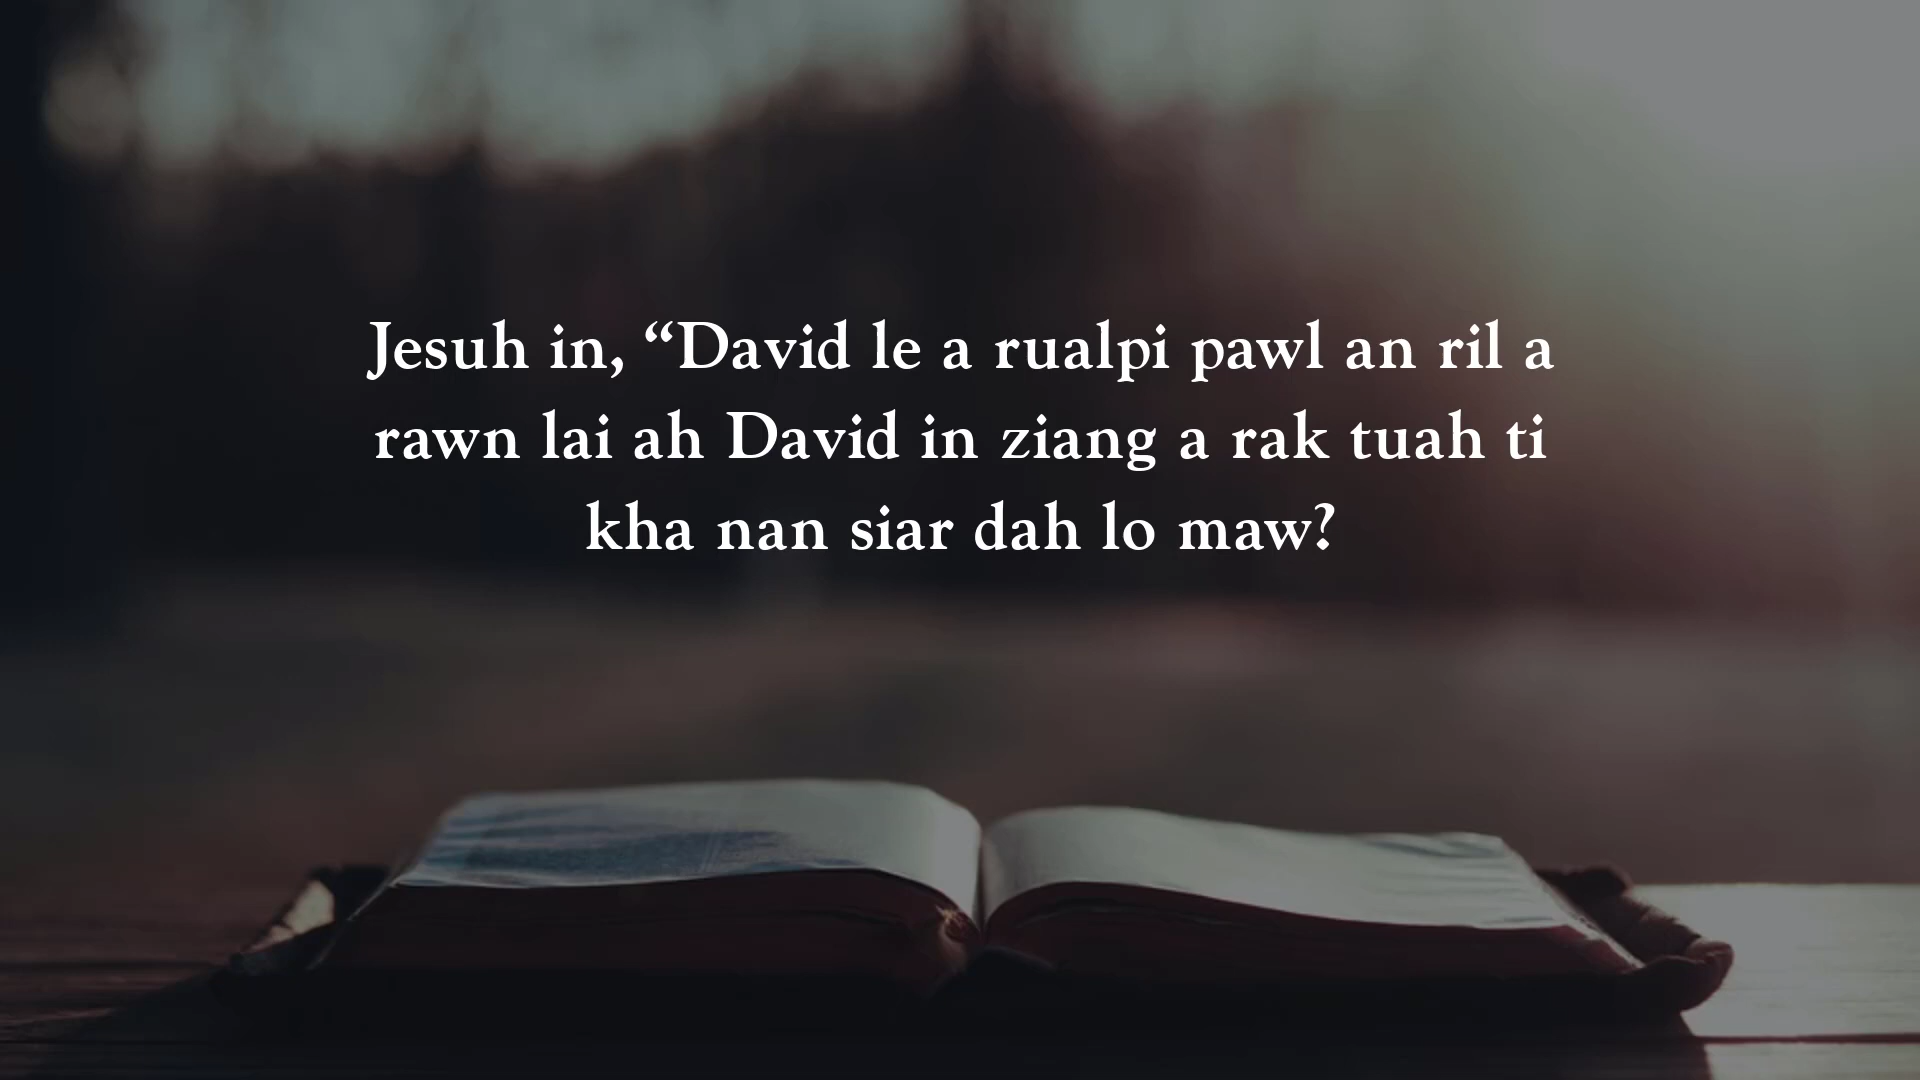 Jesuh in, “David le a rualpi pawl an ril a
rawn lai ah David in ziang a rak tuah ti
kha nan siar dah lo maw?